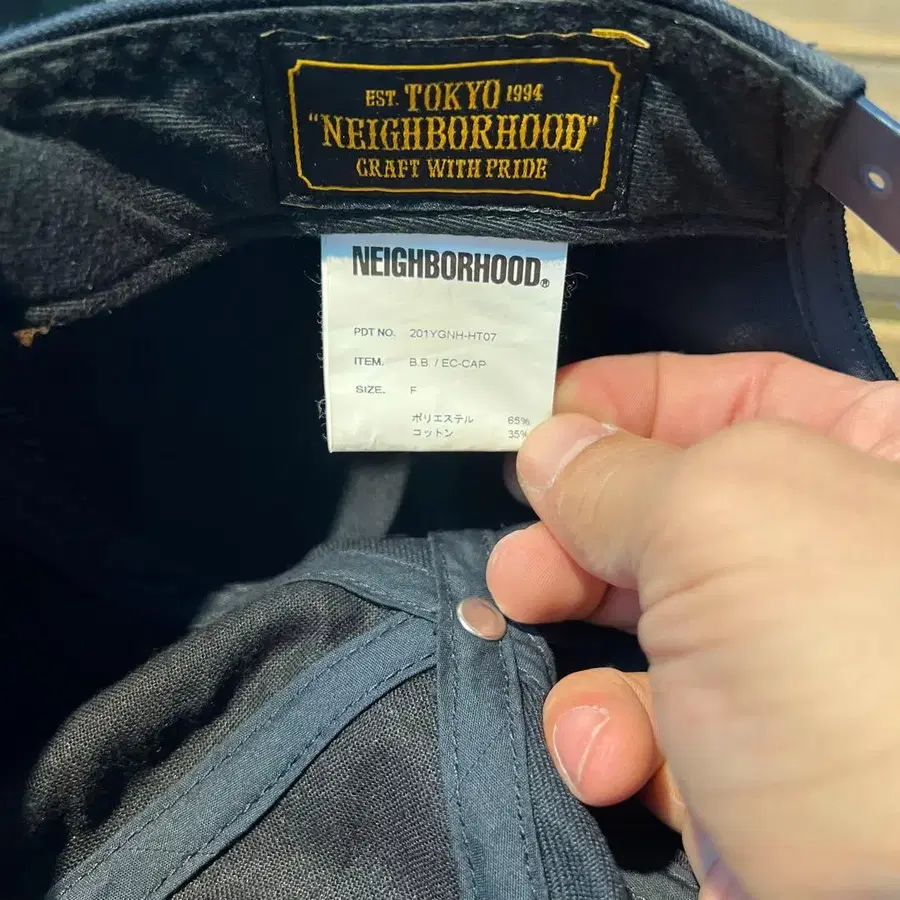 EST. TOKYO 1994
"NEIGHBORHOOD"
CRAFT WITH PRIDE
NEIGHBORHOOD®
PDT NO. 201YGNH-HT07
ITEM. B.B. / EC-CAP
SIZE. F
ポリエステル 65%
コットン 35%